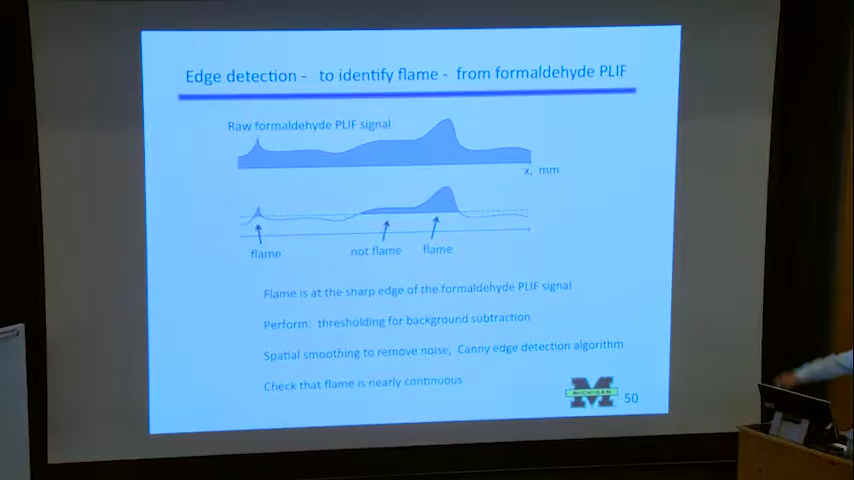 Edge detection - to identify flame - from formaldehyde PLIF
Raw formaldehyde PLIF signal
x, mm
flame
not flame
flame
Flame is at the sharp edge of the formaldehyde PLIF signal
Perform: thresholding for background subtraction
Spatial smoothing to remove noise, Canny edge detection algorithm
Check that flame is nearly continuous
M
MICHIGAN
50